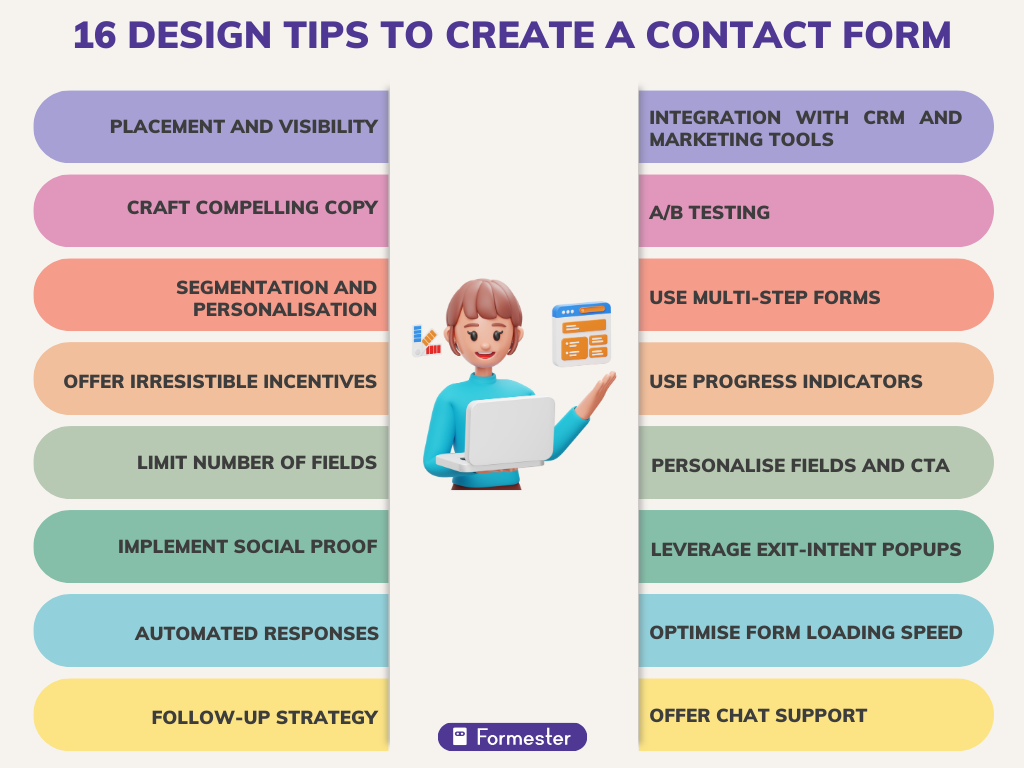 16 DESIGN TIPS TO CREATE A CONTACT FORM
PLACEMENT AND VISIBILITY
CRAFT COMPELLING COPY
SEGMENTATION AND
PERSONALISATION
OFFER IRRESISTIBLE INCENTIVES
LIMIT NUMBER OF FIELDS
IMPLEMENT SOCIAL PROOF
AUTOMATED RESPONSES
FOLLOW-UP STRATEGY
INTEGRATION WITH CRM AND
MARKETING TOOLS
A/B TESTING
USE MULTI-STEP FORMS
USE PROGRESS INDICATORS
PERSONALISE FIELDS AND CTA
LEVERAGE EXIT-INTENT POPUPS
OPTIMISE FORM LOADING SPEED
OFFER CHAT SUPPORT
Formester